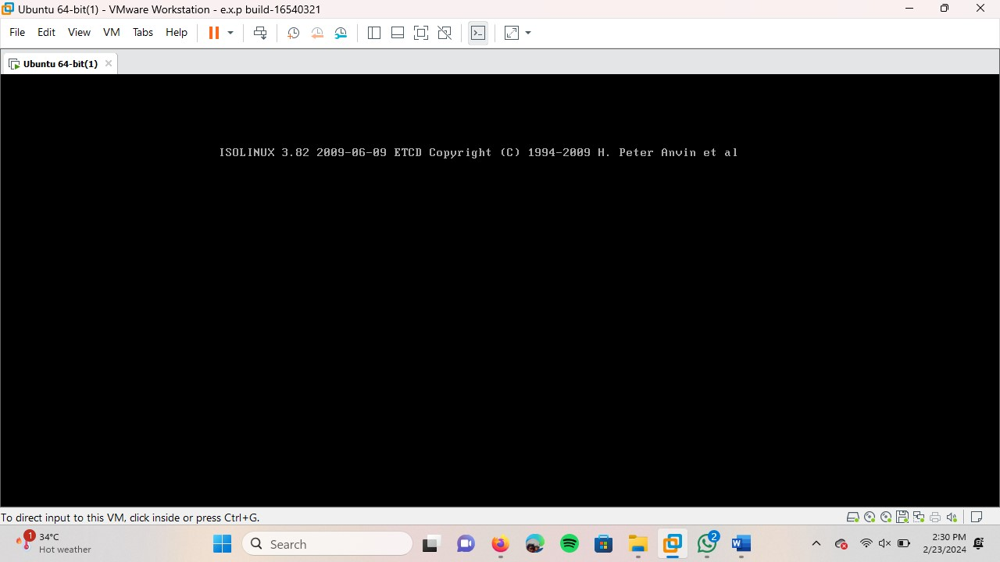 Ubuntu 64-bit(1) - VMware Workstation - e.x.p build-16540321
File Edit View VM Tabs Help
Ubuntu 64-bit(1)
ISOLINUX 3.82 2009-06-09 ETCD Copyright (C) 1994-2009 H. Peter Anvin et al
To direct input to this VM, click inside or press Ctrl+G.
1
34°C
Hot weather
Search
2
W
2:30 PM
2/23/2024